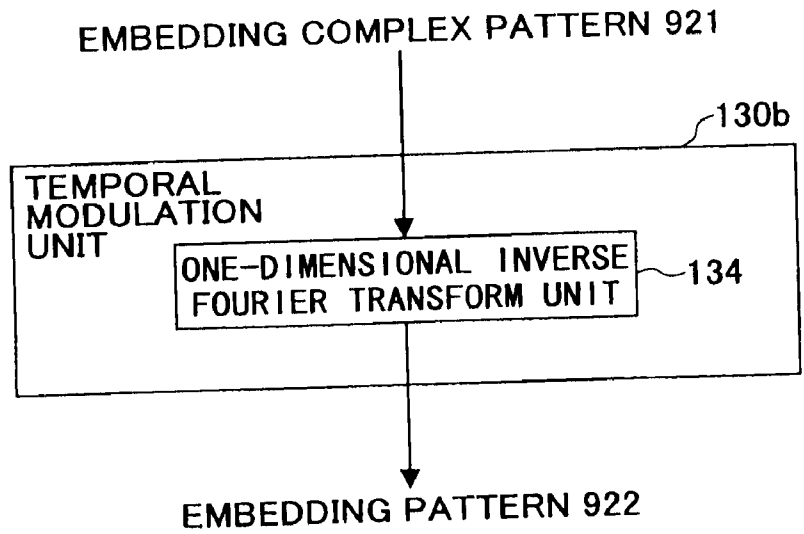 EMBEDDING COMPLEX PATTERN 921
130b
TEMPORAL
MODULATION
UNIT
ONE-DIMENSIONAL INVERSE
FOURIER TRANSFORM UNIT
134
EMBEDDING PATTERN 922